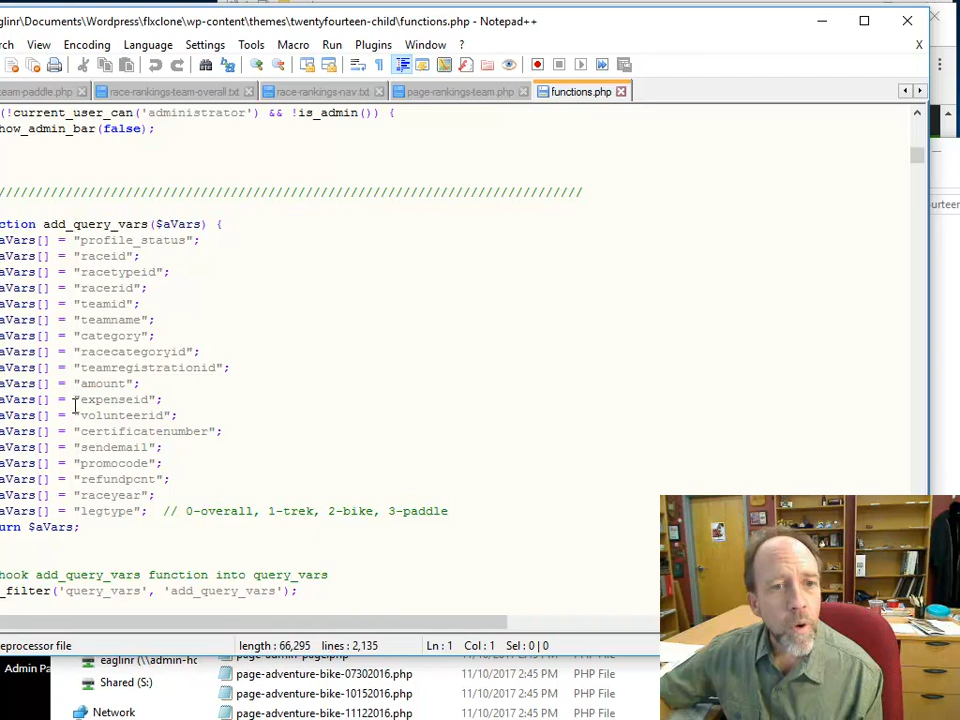 eaglinr\Documents\Wordpress\flxclone\wp-content\themes\twentyfourteen-child\functions.php - Notepad++
rch View Encoding Language Settings Tools Macro Run Plugins Window ? X
team-paddle.php race-rankings-team-overall.txt race-rankings-nav.txt page-rankings-team.php functions.php
(!current_user_can('administrator') && !is_admin()) {
how_admin_bar(false);
//////////////////////////////////////////////////////////////////////////////
ction add_query_vars($aVars) {
aVars[] = "profile_status";
aVars[] = "raceid";
aVars[] = "racetypeid";
aVars[] = "racerid";
aVars[] = "teamid";
aVars[] = "teamname";
aVars[] = "category";
aVars[] = "racecategoryid";
aVars[] = "teamregistrationid";
aVars[] = "amount";
aVars[] = "expenseid";
aVars[] = "volunteerid";
aVars[] = "certificatenumber";
aVars[] = "sendemail";
aVars[] = "promocode";
aVars[] = "refundpcnt";
aVars[] = "raceyear";
aVars[] = "legtype"; // 0-overall, 1-trek, 2-bike, 3-paddle
urn $aVars;
hook add_query_vars function into query_vars
_filter('query_vars', 'add_query_vars');
urteen
eprocessor file length : 66,295 lines : 2,135 Ln : 1 Col : 1 Sel : 0 | 0
Admin Pa
eaglinr (\\admin-hc
Shared (S:)
Network
page-adventure-bike-07302016.php 11/10/2017 2:45 PM PHP File
page-adventure-bike-10152016.php 11/10/2017 2:45 PM PHP File
page-adventure-bike-11122016.php 11/10/2017 2:45 PM PHP File